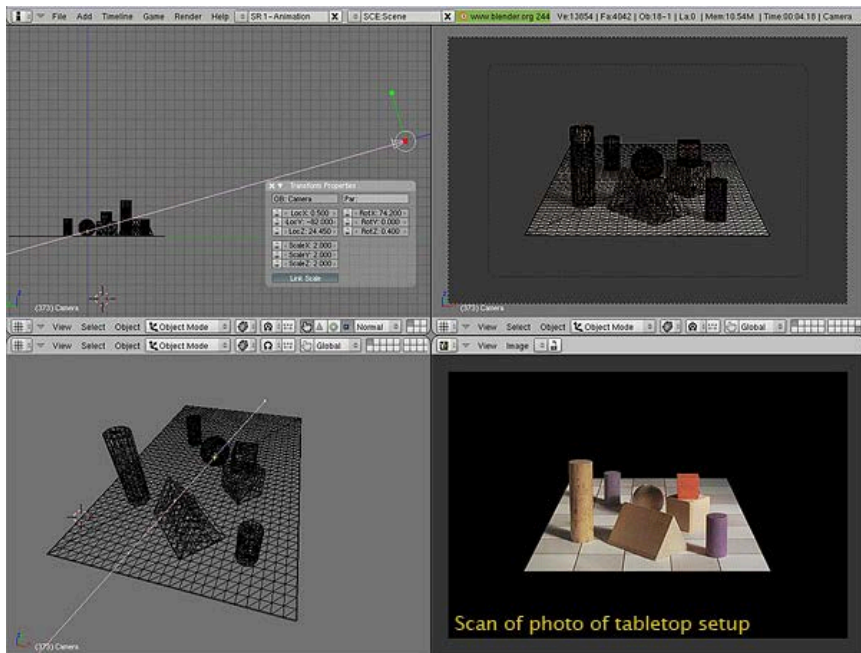 File Add Timeline Game Render Help SR:1-Animation X SCE:Scene X www.blender.org 244 Ve:13654 | Fa:4042 | Ob:18-1 | La:0 | Mem:10.54M | Time:00:04.18 | Camera
Transform Properties
OB: Camera Par:
LocX: 0.500 RotX: 74.200
LocY: -82.000 RotY: 0.000
LocZ: 24.450 RotZ: 0.400
ScaleX: 2.000
ScaleY: 2.000
ScaleZ: 2.000
Link Scale
(373) Camera
(373) Camera
View Select Object Object Mode Normal
View Select Object Object Mode Global
View Select Object Object Mode Global
View Image
(373) Camera
Scan of photo of tabletop setup